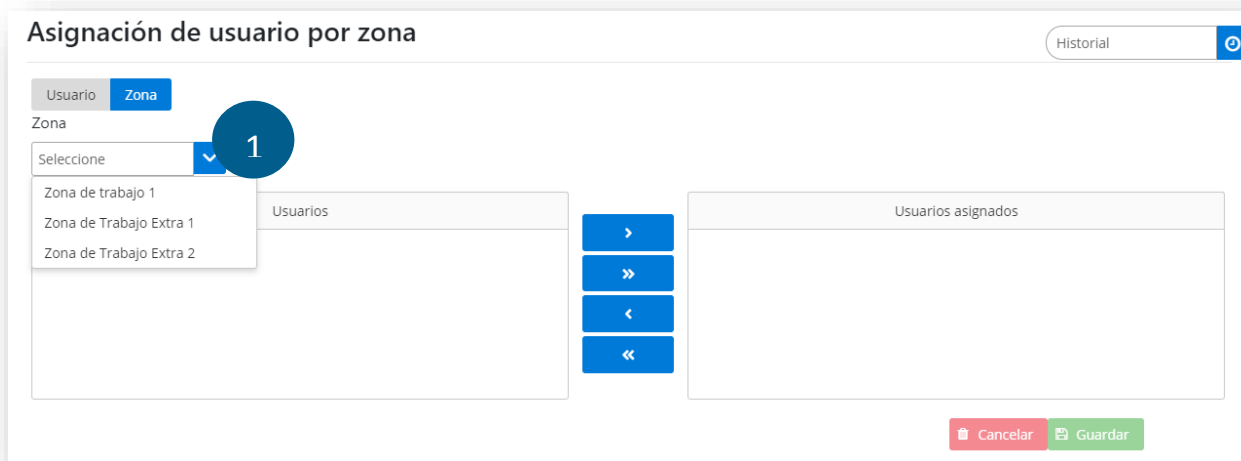 Asignación de usuario por zona
Historial
Usuario Zona
Zona
1
Seleccione
Zona de trabajo 1
Zona de Trabajo Extra 1
Zona de Trabajo Extra 2
Usuarios
Usuarios asignados
Cancelar Guardar